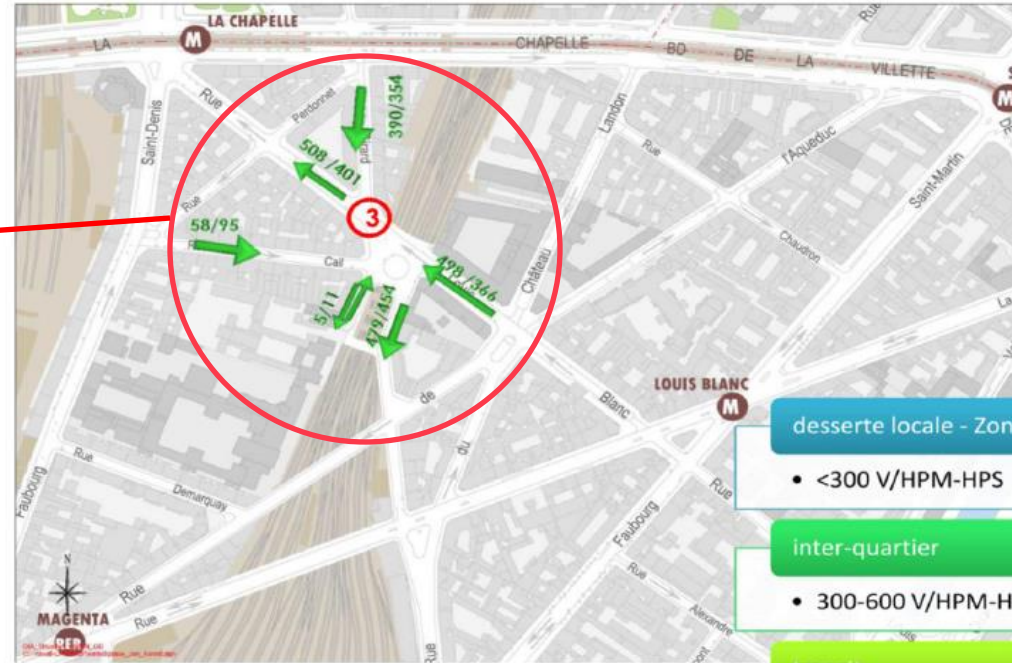 LA CHAPELLE
M
LA
CHAPELLE
BD
DE
LA
VILLETTE
M
Rue
Perdonnet
390/354
508/401
3
Saint-Denis
Rue
58/95
Cail
498/366
5/11
479/454
Landon
Château
Rue
l'Aqueduc
Saint-Martin
Chaudron
LOUIS BLANC
M
Blanc
de
du
Rue
Faubourg
Rue
Alexandre
Rue
Demarquay
Faubourg
N
Rue
Rue
MAGENTA
RER
Rue
desserte locale - Zon
• <300 V/HPM-HPS
inter-quartier
• 300-600 V/HPM-H